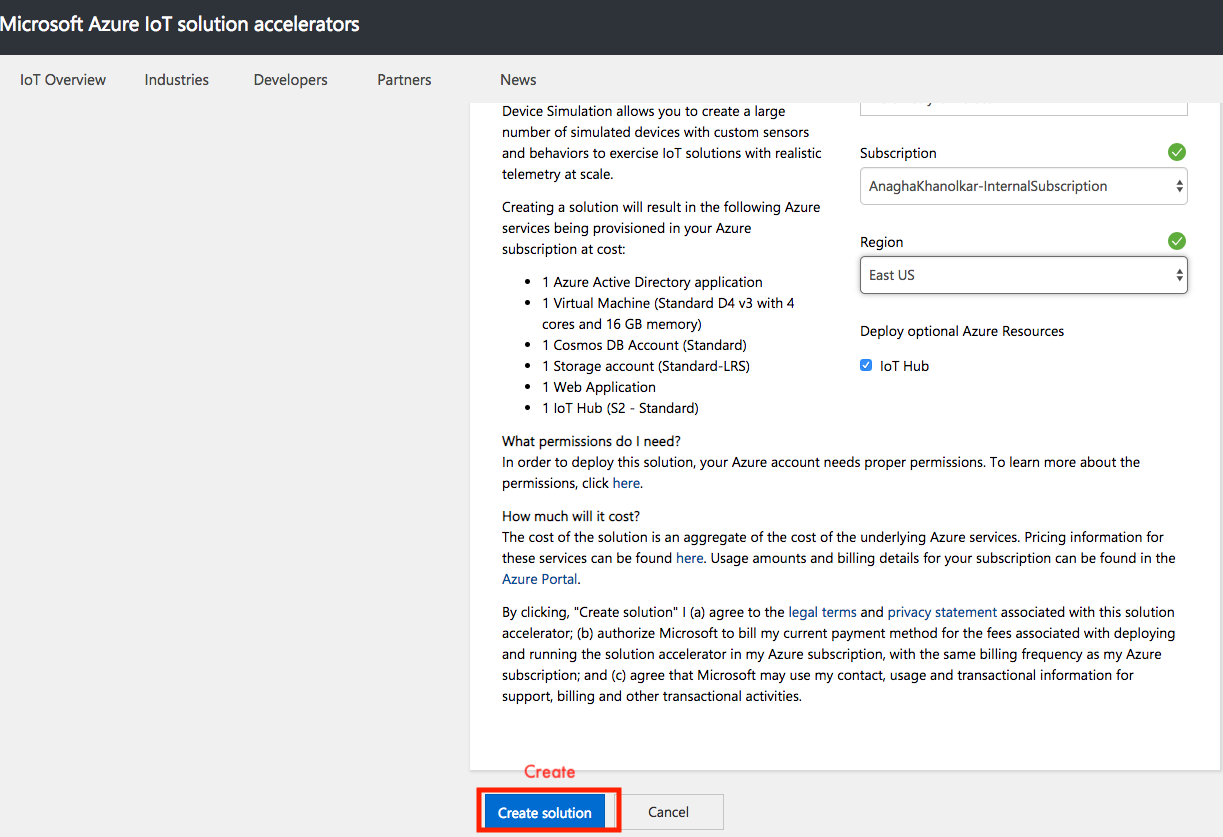 Microsoft Azure IoT solution accelerators
IoT Overview Industries Developers Partners News
Device Simulation allows you to create a large
number of simulated devices with custom sensors
and behaviors to exercise IoT solutions with realistic
telemetry at scale.
Creating a solution will result in the following Azure
services being provisioned in your Azure
subscription at cost:
• 1 Azure Active Directory application
• 1 Virtual Machine (Standard D4 v3 with 4
cores and 16 GB memory)
• 1 Cosmos DB Account (Standard)
• 1 Storage account (Standard-LRS)
• 1 Web Application
• 1 IoT Hub (S2 - Standard)
Subscription
AnaghaKhanolkar-InternalSubscription
Region
East US
Deploy optional Azure Resources
IoT Hub
What permissions do I need?
In order to deploy this solution, your Azure account needs proper permissions. To learn more about the
permissions, click here.
How much will it cost?
The cost of the solution is an aggregate of the cost of the underlying Azure services. Pricing information for
these services can be found here. Usage amounts and billing details for your subscription can be found in the
Azure Portal.
By clicking, "Create solution" I (a) agree to the legal terms and privacy statement associated with this solution
accelerator; (b) authorize Microsoft to bill my current payment method for the fees associated with deploying
and running the solution accelerator in my Azure subscription, with the same billing frequency as my Azure
subscription; and (c) agree that Microsoft may use my contact, usage and transactional information for
support, billing and other transactional activities.
Create
Create solution Cancel